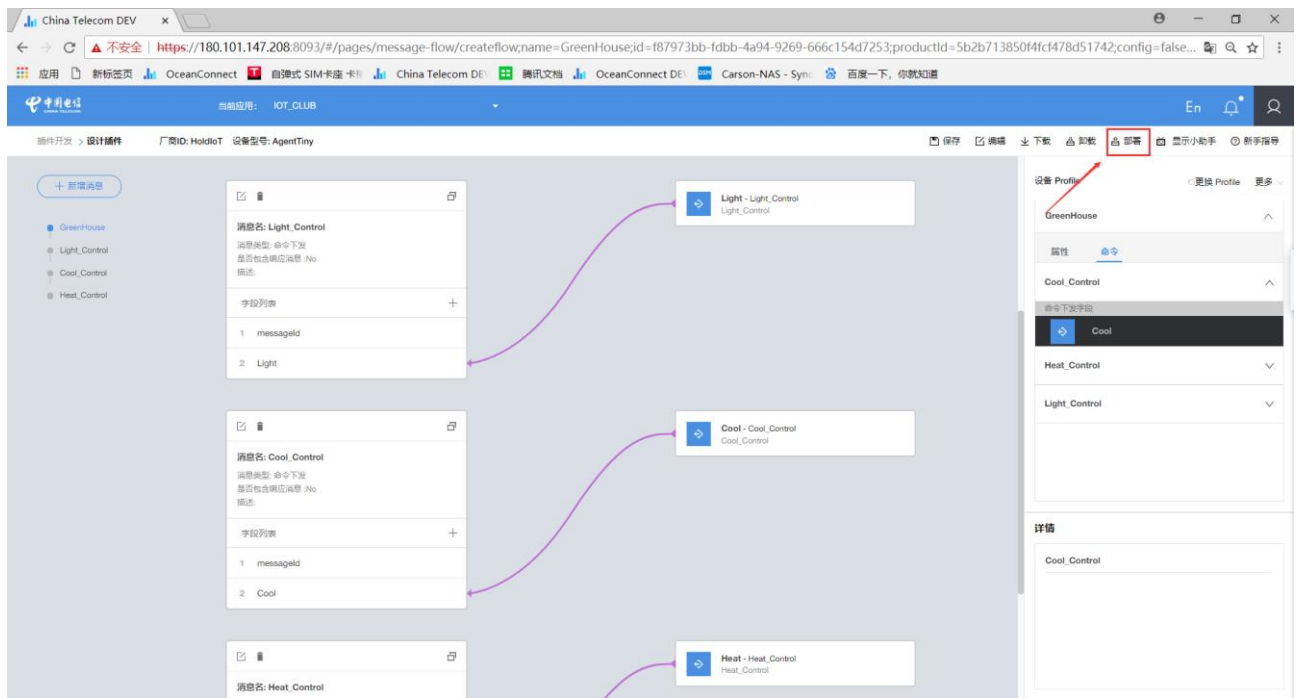 China Telecom DEV
不安全 | https://180.101.147.208:8093/#/pages/message-flow/createflow;name=GreenHouse;id=f87973bb-fdbb-4a94-9269-666c154d7253;productId=5b2b713850f4fcf478d51742;config=false...
应用 新标签页 OceanConnect 自弹式 SIM卡座 卡 China Telecom DE 腾讯文档 OceanConnect DE Carson-NAS - Syn 百度一下，你就知道
中国电信 当前应用： IOT_CLUB En
插件开发 > 设计插件 厂商ID: HoldIoT 设备型号: AgentTiny 保存 编辑 下载 卸载 部署 显示小助手 新手指导
+ 新增消息
GreenHouse
Light_Control
Cool_Control
Heat_Control
消息名: Light_Control
消息类型: 命令下发
是否包含响应消息 :No
描述:
字段列表 +
1 messageId
2 Light
Light - Light_Control
Light_Control
消息名: Cool_Control
消息类型: 命令下发
是否包含响应消息 :No
描述:
字段列表 +
1 messageId
2 Cool
Cool - Cool_Control
Cool_Control
消息名: Heat_Control
Heat - Heat_Control
Heat_Control
设备 Profile 更换 Profile 更多
GreenHouse
属性 命令
Cool_Control
命令下发字段
Cool
Heat_Control
Light_Control
详情
Cool_Control